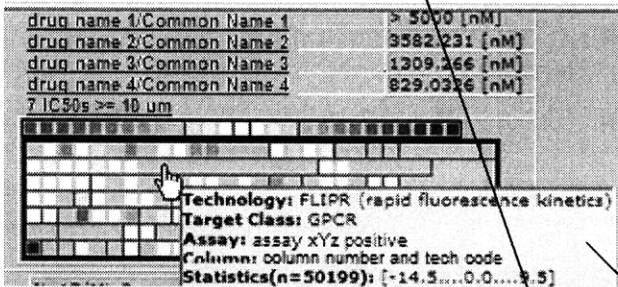 drug name 1/Common Name 1 > 5000 [nM]
drug name 2/Common Name 2 3582.231 [nM]
drug name 3/Common Name 3 1309.266 [nM]
drug name 4/Common Name 4 829.0326 [nM]
7 IC50s >= 10 um
Technology: FLIPR (rapid fluorescence kinetics)
Target Class: GPCR
Assay: assay xYz positive
Column: column number and tech code
Statistics(n=50199): [-14.5....0.0....9.5]